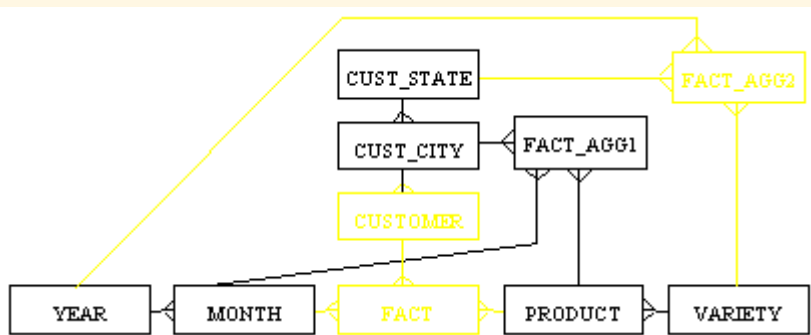 CUST_STATE
FACT_AGG2
CUST_CITY
FACT_AGG1
CUSTOMER
YEAR
MONTH
FACT
PRODUCT
VARIETY